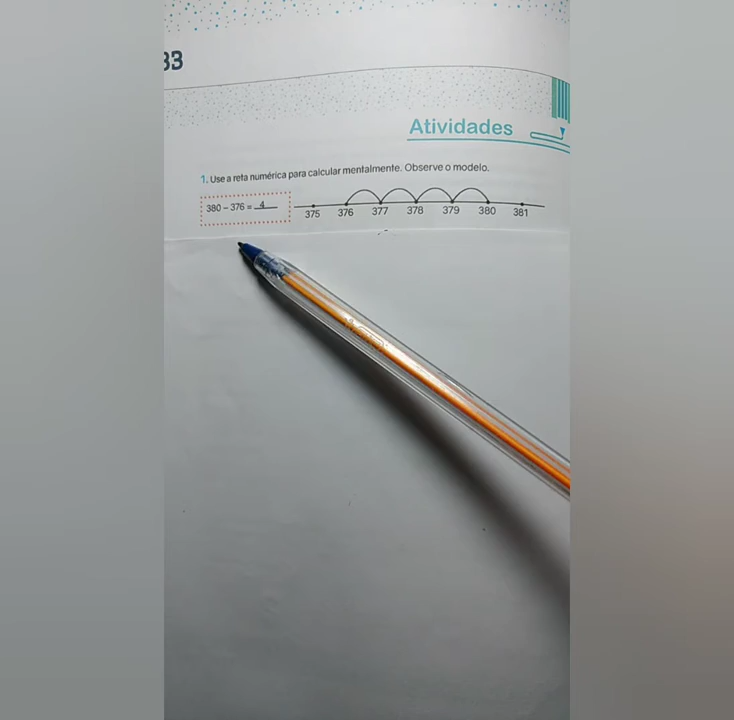 33
Atividades
1. Use a reta numérica para calcular mentalmente. Observe o modelo.
380 – 376 = 4
375 376 377 378 379 380 381